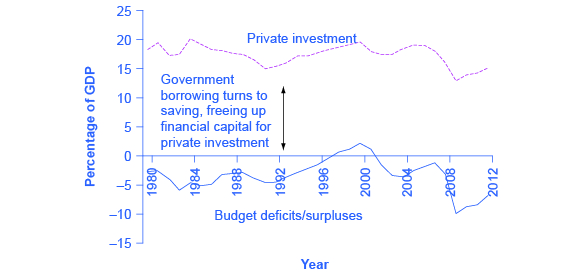 25
20
15
10
5
0
−5
−10
−15
Percentage of GDP
Private investment
Government
borrowing turns to
saving, freeing up
financial capital for
private investment
1980
1984
1988
1992
1996
2000
2004
2008
2012
Budget deficits/surpluses
Year